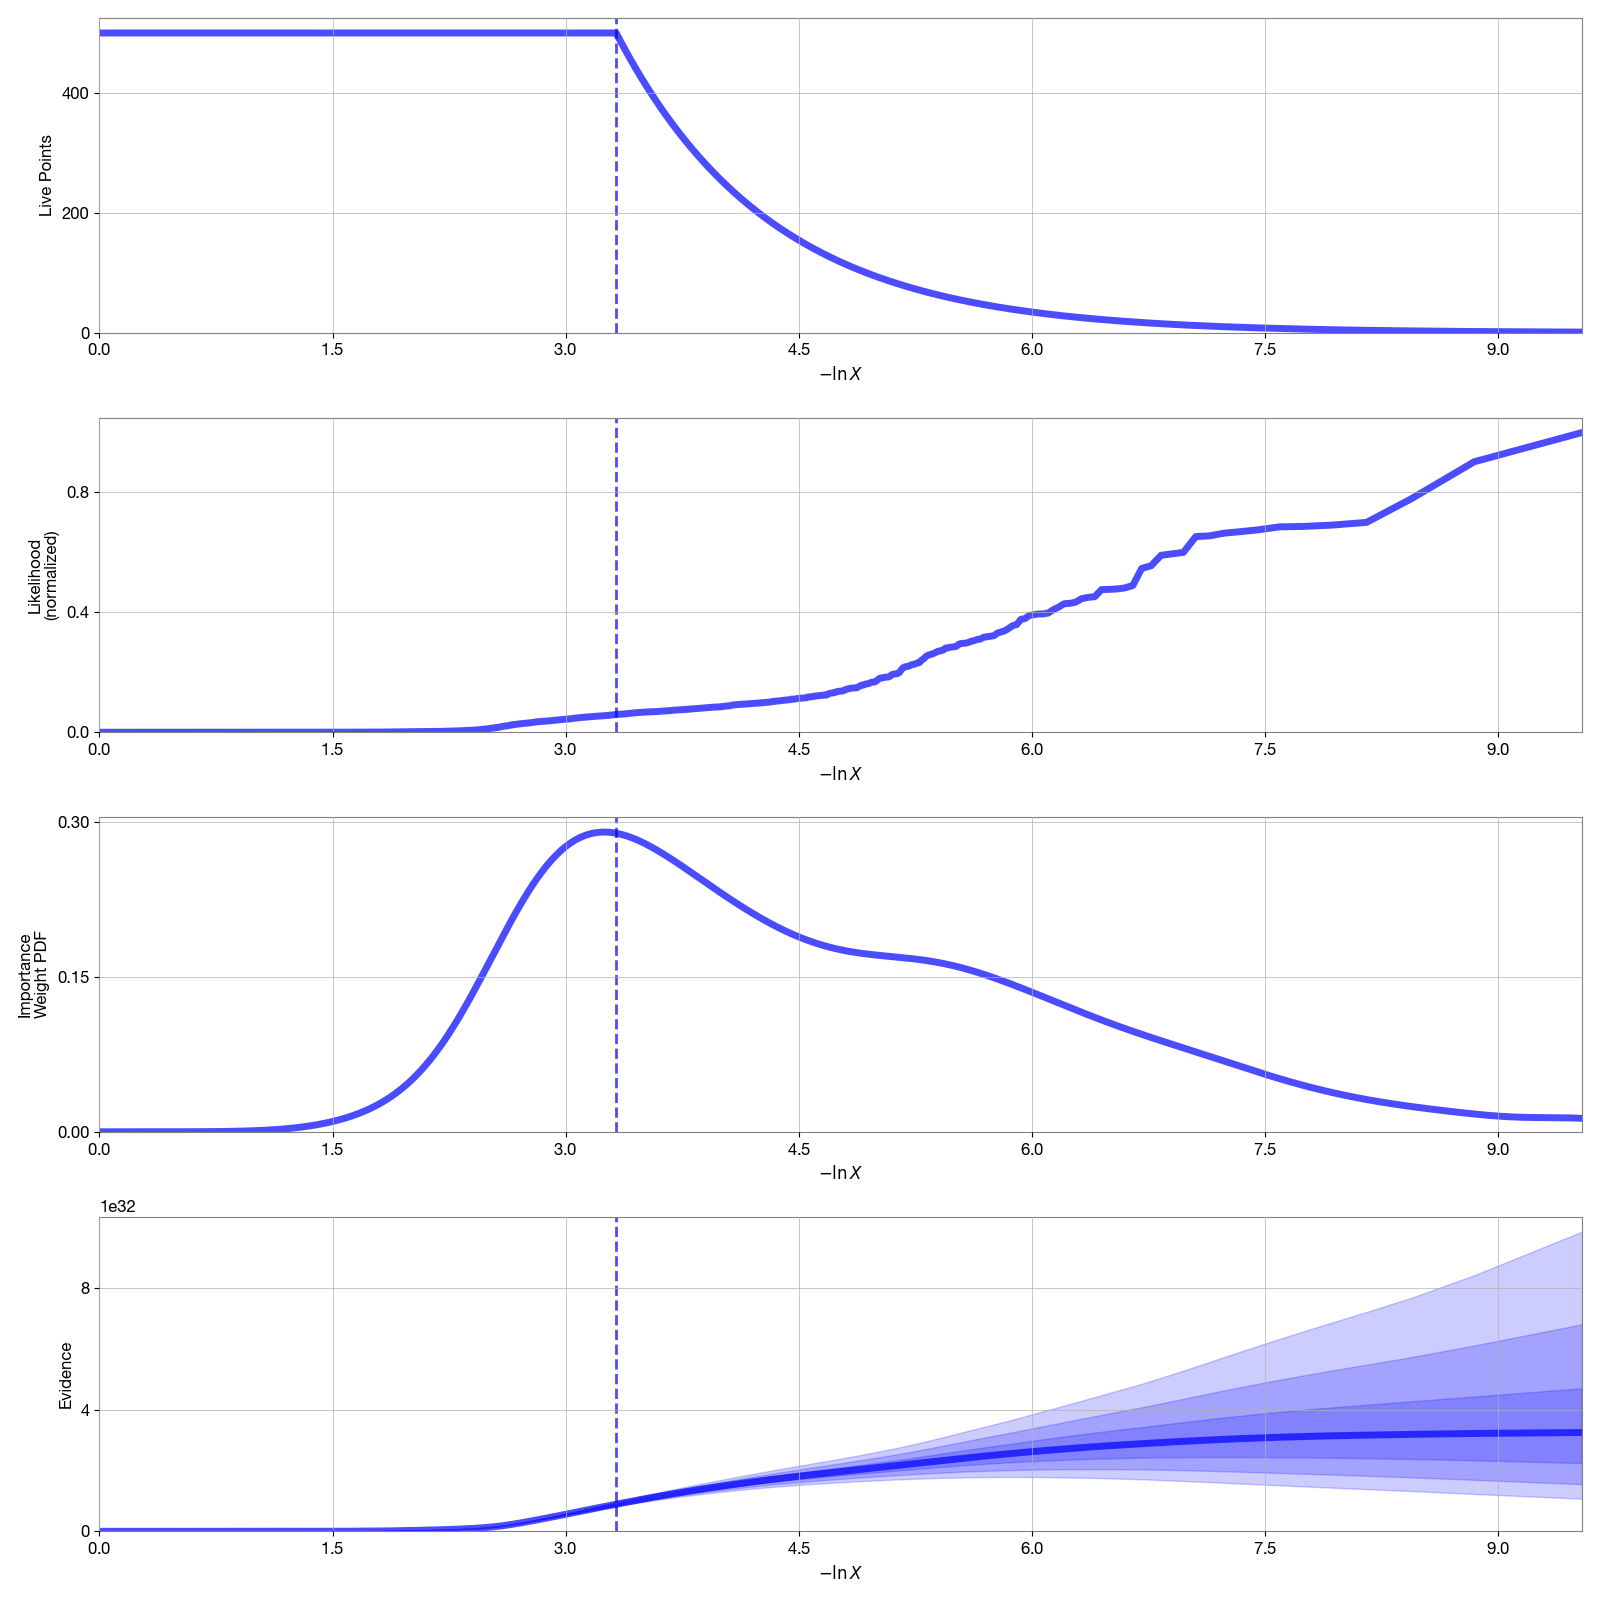 400
200
0
Live Points
0.0 1.5 3.0 4.5 6.0 7.5 9.0
−ln X
0.8
0.4
0.0
Likelihood
(normalized)
0.0 1.5 3.0 4.5 6.0 7.5 9.0
−ln X
0.30
0.15
0.00
Importance
Weight PDF
0.0 1.5 3.0 4.5 6.0 7.5 9.0
−ln X
1e32
8
4
0
Evidence
0.0 1.5 3.0 4.5 6.0 7.5 9.0
−ln X